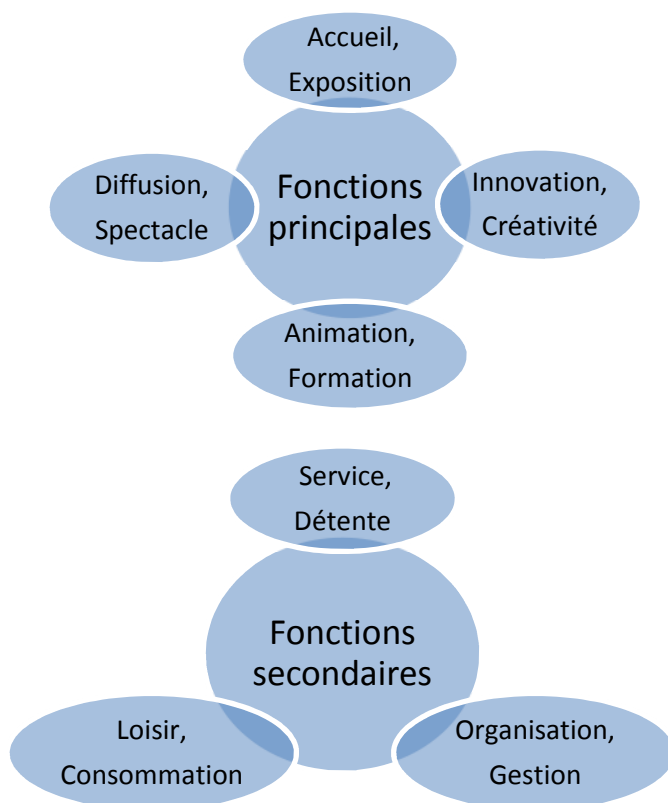 Accueil,
Exposition
Diffusion,
Spectacle
Fonctions
principales
Innovation,
Créativité
Animation,
Formation
Service,
Détente
Fonctions
secondaires
Loisir,
Consommation
Organisation,
Gestion